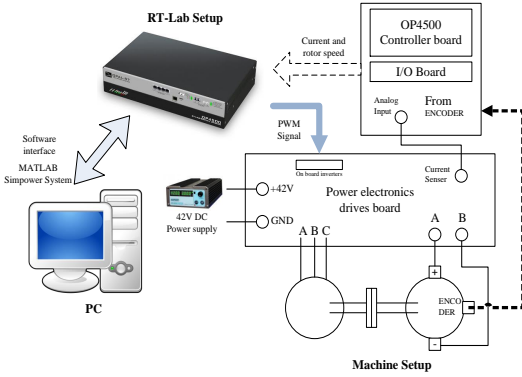 RT-Lab Setup
OP4500
Controller board
I/O Board
Current and
rotor speed
Analog
Input
From
ENCODER
Software
interface
MATLAB
Simpower System
PWM
Signal
On board inverters
Current
Senser
Power electronics
drives board
+42V
GND
42V DC
Power supply
A B C
A
B
+
ENCO
DER
-
PC
Machine Setup